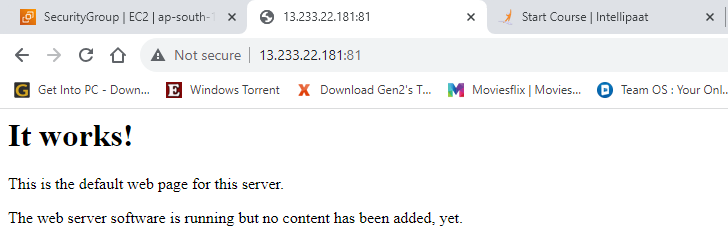 SecurityGroup | EC2 | ap-south-1
13.233.22.181:81
Start Course | Intellipaat
Not secure | 13.233.22.181:81
Get Into PC - Down...
Windows Torrent
Download Gen2's T...
Moviesflix | Movies...
Team OS : Your Onl...
It works!
This is the default web page for this server.
The web server software is running but no content has been added, yet.